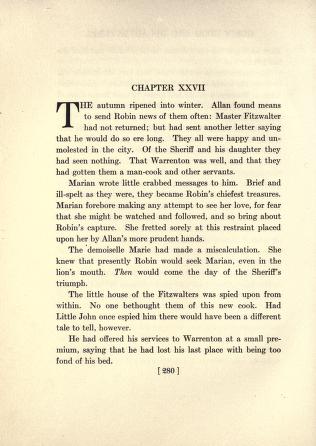 CHAPTER XXVII
THE autumn ripened into winter. Allan found means
to send Robin news of them often: Master Fitzwalter
had not returned; but had sent another letter saying
that he would do so ere long. They all were happy and un-
molested in the city. Of the Sheriff and his daughter they
had seen nothing. That Warrenton was well, and that they
had gotten them a man-cook and other servants.
Marian wrote little crabbed messages to him. Brief and
ill-spelt as they were, they became Robin's chiefest treasures.
Marian forebore making any attempt to see her love, for fear
that she might be watched and followed, and so bring about
Robin's capture. She fretted sorely at this restraint placed
upon her by Allan's more prudent hands.
The demoiselle Marie had made a miscalculation. She
knew that presently Robin would seek Marian, even in the
lion's mouth. Then would come the day of the Sheriff's
triumph.
The little house of the Fitzwalters was spied upon from
within. No one bethought them of this new cook. Had
Little John once espied him there would have been a different
tale to tell, however.
He had offered his services to Warrenton at a small pre-
mium, saying that he had lost his last place with being too
fond of his bed.
[ 280 ]